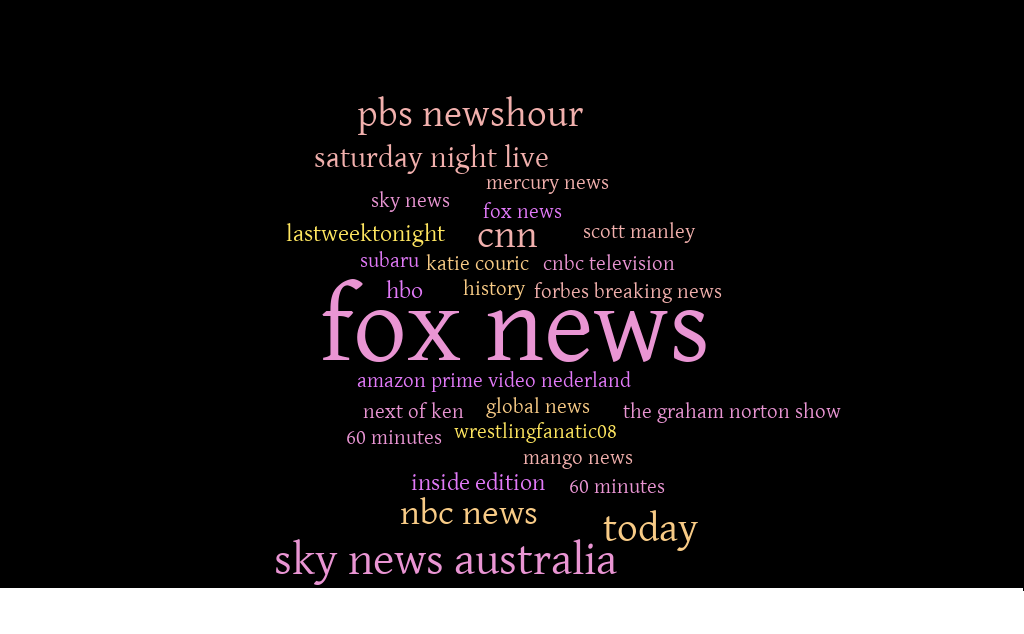 pbs newshour
saturday night live
mercury news
sky news
fox news
lastweektonight
cnn
scott manley
subaru
katie couric
cnbc television
hbo
history
forbes breaking news
fox news
amazon prime video nederland
next of ken
global news
the graham norton show
60 minutes
wrestlingfanatic08
mango news
inside edition
60 minutes
nbc news
today
sky news australia